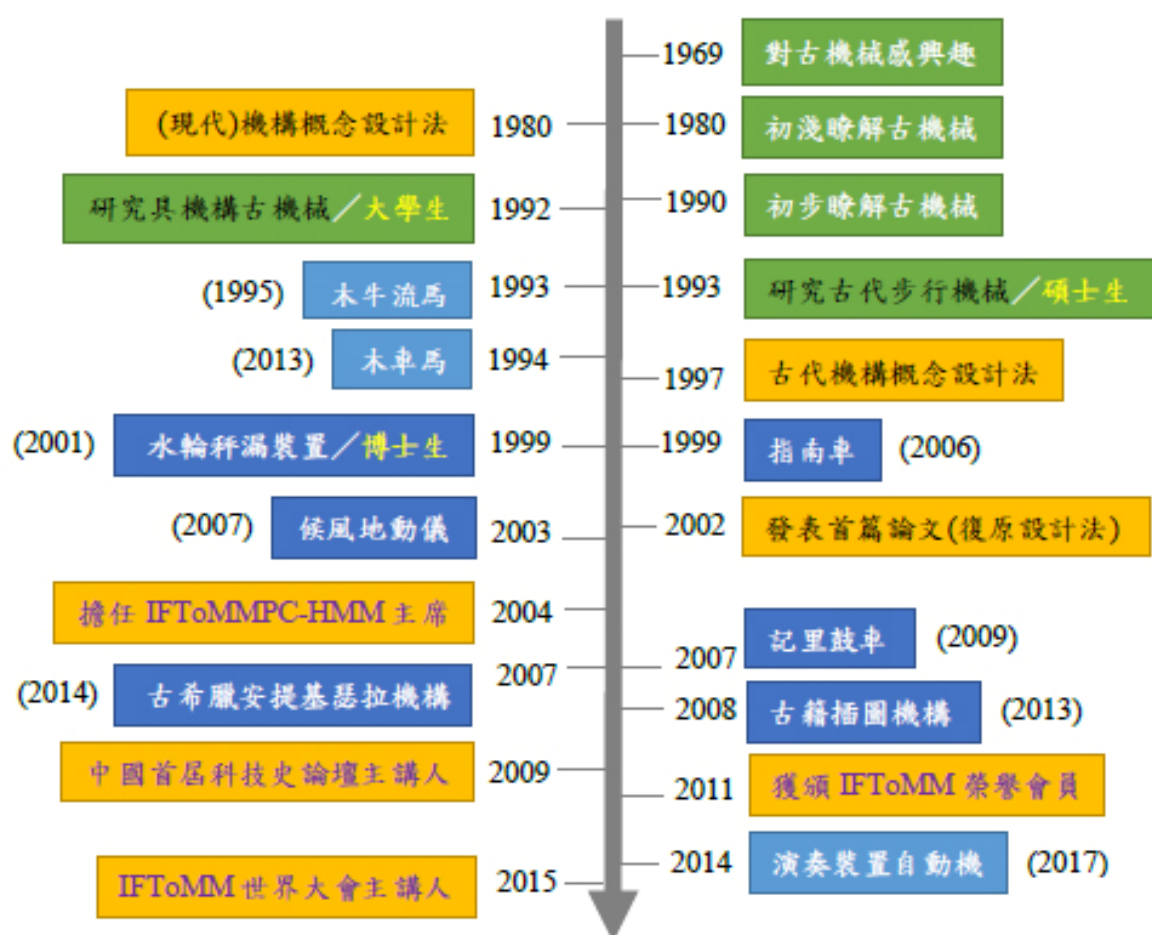 1969 對古機械感興趣
(現代)機構概念設計法 1980
1980 初淺瞭解古機械
研究具機構古機械／大學生 1992
1990 初步瞭解古機械
(1995) 木牛流馬 1993
1993 研究古代步行機械／碩士生
(2013) 木車馬 1994
1997 古代機構概念設計法
(2001) 水輪秤漏裝置／博士生 1999
1999 指南車 (2006)
(2007) 候風地動儀 2003
2002 發表首篇論文(復原設計法)
擔任 IFToMMPC-HMM 主席 2004
2007 記里鼓車 (2009)
(2014) 古希臘安提基瑟拉機構 2007
2008 古籍插圖機構 (2013)
中國首屆科技史論壇主講人 2009
2011 獲頒 IFToMM 榮譽會員
2014 演奏裝置自動機 (2017)
IFToMM 世界大會主講人 2015